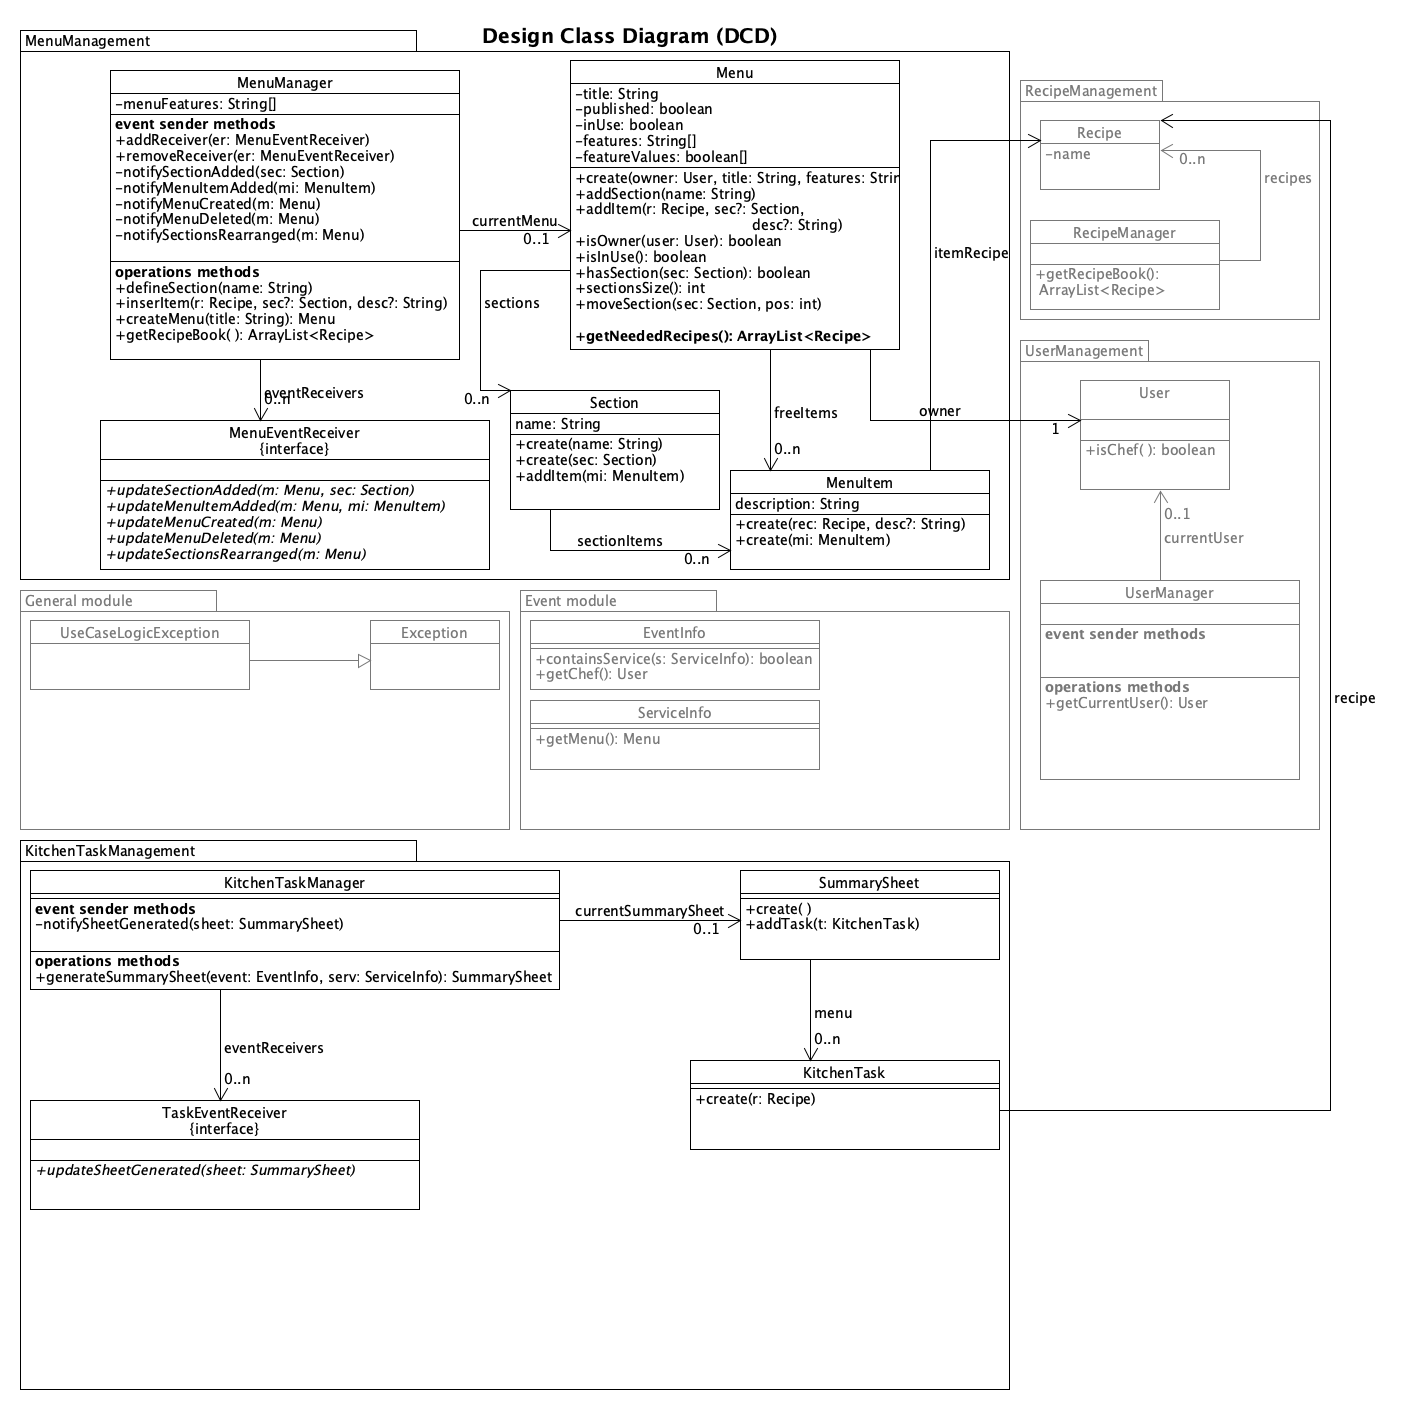 Design Class Diagram (DCD)
MenuManagement
MenuManager
-menuFeatures: String[]
event sender methods
+addReceiver(er: MenuEventReceiver)
+removeReceiver(er: MenuEventReceiver)
-notifySectionAdded(sec: Section)
-notifyMenuItemAdded(mi: MenuItem)
-notifyMenuCreated(m: Menu)
-notifyMenuDeleted(m: Menu)
-notifySectionsRearranged(m: Menu)
operations methods
+defineSection(name: String)
+inserItem(r: Recipe, sec?: Section, desc?: String)
+createMenu(title: String): Menu
+getRecipeBook( ): ArrayList<Recipe>
currentMenu
0..1
Menu
-title: String
-published: boolean
-inUse: boolean
-features: String[]
-featureValues: boolean[]
+create(owner: User, title: String, features: Strin
+addSection(name: String)
+addItem(r: Recipe, sec?: Section,
desc?: String)
+isOwner(user: User): boolean
+isInUse(): boolean
+hasSection(sec: Section): boolean
+sectionsSize(): int
+moveSection(sec: Section, pos: int)
+getNeededRecipes(): ArrayList<Recipe>
sections
0..n
eventReceivers
0..n
MenuEventReceiver
{interface}
+updateSectionAdded(m: Menu, sec: Section)
+updateMenuItemAdded(m: Menu, mi: MenuItem)
+updateMenuCreated(m: Menu)
+updateMenuDeleted(m: Menu)
+updateSectionsRearranged(m: Menu)
Section
name: String
+create(name: String)
+create(sec: Section)
+addItem(mi: MenuItem)
sectionItems
0..n
freeItems
0..n
MenuItem
description: String
+create(rec: Recipe, desc?: String)
+create(mi: MenuItem)
itemRecipe
owner
1
RecipeManagement
Recipe
-name
0..n
recipes
RecipeManager
+getRecipeBook():
ArrayList<Recipe>
UserManagement
User
+isChef( ): boolean
0..1
currentUser
UserManager
event sender methods
operations methods
+getCurrentUser(): User
recipe
General module
UseCaseLogicException
Exception
Event module
EventInfo
+containsService(s: ServiceInfo): boolean
+getChef(): User
ServiceInfo
+getMenu(): Menu
KitchenTaskManagement
KitchenTaskManager
event sender methods
-notifySheetGenerated(sheet: SummarySheet)
operations methods
+generateSummarySheet(event: EventInfo, serv: ServiceInfo): SummarySheet
currentSummarySheet
0..1
SummarySheet
+create( )
+addTask(t: KitchenTask)
menu
0..n
KitchenTask
+create(r: Recipe)
eventReceivers
0..n
TaskEventReceiver
{interface}
+updateSheetGenerated(sheet: SummarySheet)